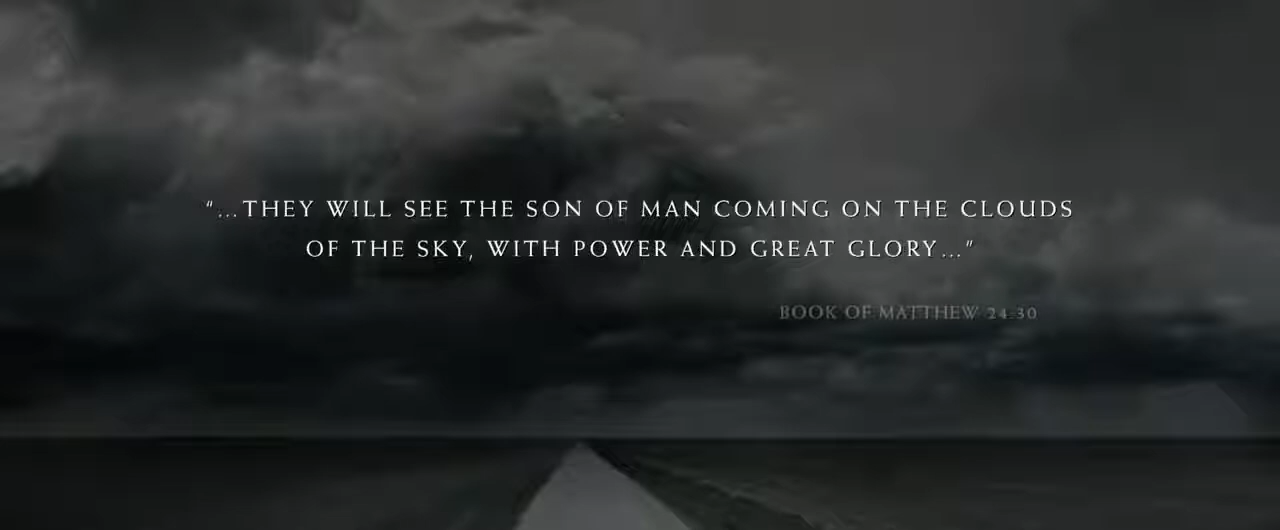 “…THEY WILL SEE THE SON OF MAN COMING ON THE CLOUDS
OF THE SKY, WITH POWER AND GREAT GLORY…”
BOOK OF MATTHEW 24:30